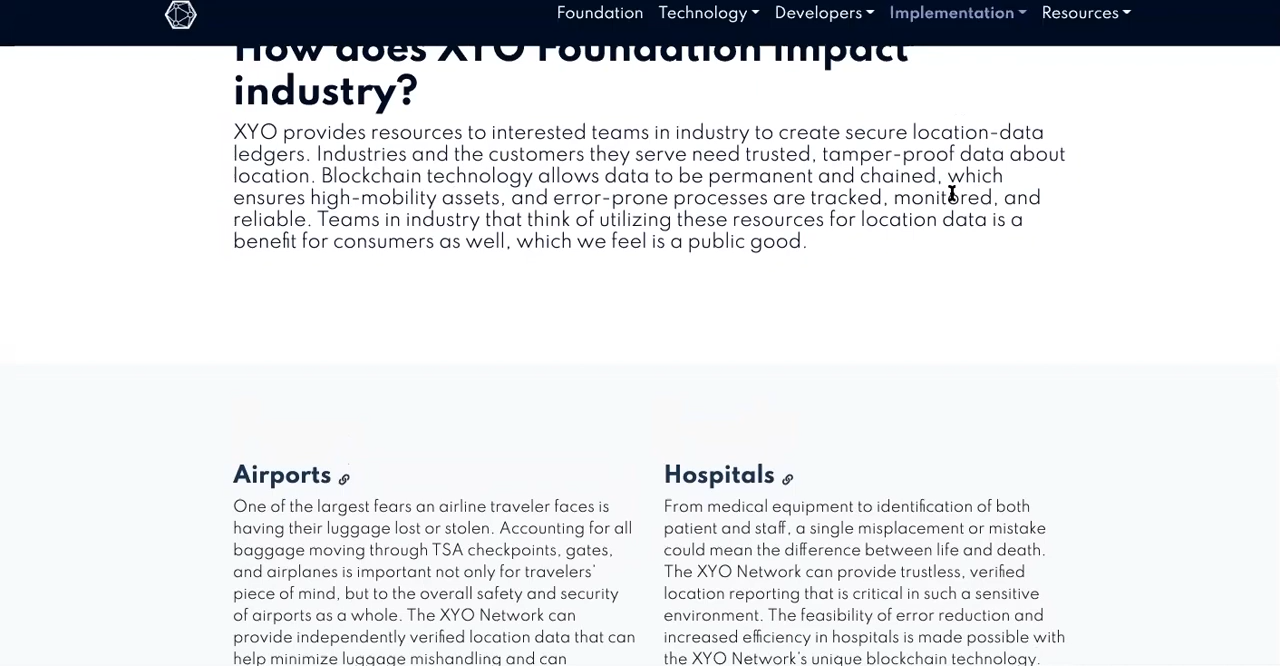 Foundation Technology Developers Implementation Resources
How does XYO Foundation impact
industry?
XYO provides resources to interested teams in industry to create secure location-data
ledgers. Industries and the customers they serve need trusted, tamper-proof data about
location. Blockchain technology allows data to be permanent and chained, which
ensures high-mobility assets, and error-prone processes are tracked, monitored, and
reliable. Teams in industry that think of utilizing these resources for location data is a
benefit for consumers as well, which we feel is a public good.
Airports
One of the largest fears an airline traveler faces is
having their luggage lost or stolen. Accounting for all
baggage moving through TSA checkpoints, gates,
and airplanes is important not only for travelers'
piece of mind, but to the overall safety and security
of airports as a whole. The XYO Network can
provide independently verified location data that can
help minimize luggage mishandling and can
Hospitals
From medical equipment to identification of both
patient and staff, a single misplacement or mistake
could mean the difference between life and death.
The XYO Network can provide trustless, verified
location reporting that is critical in such a sensitive
environment. The feasibility of error reduction and
increased efficiency in hospitals is made possible with
the XYO Network's unique blockchain technology.